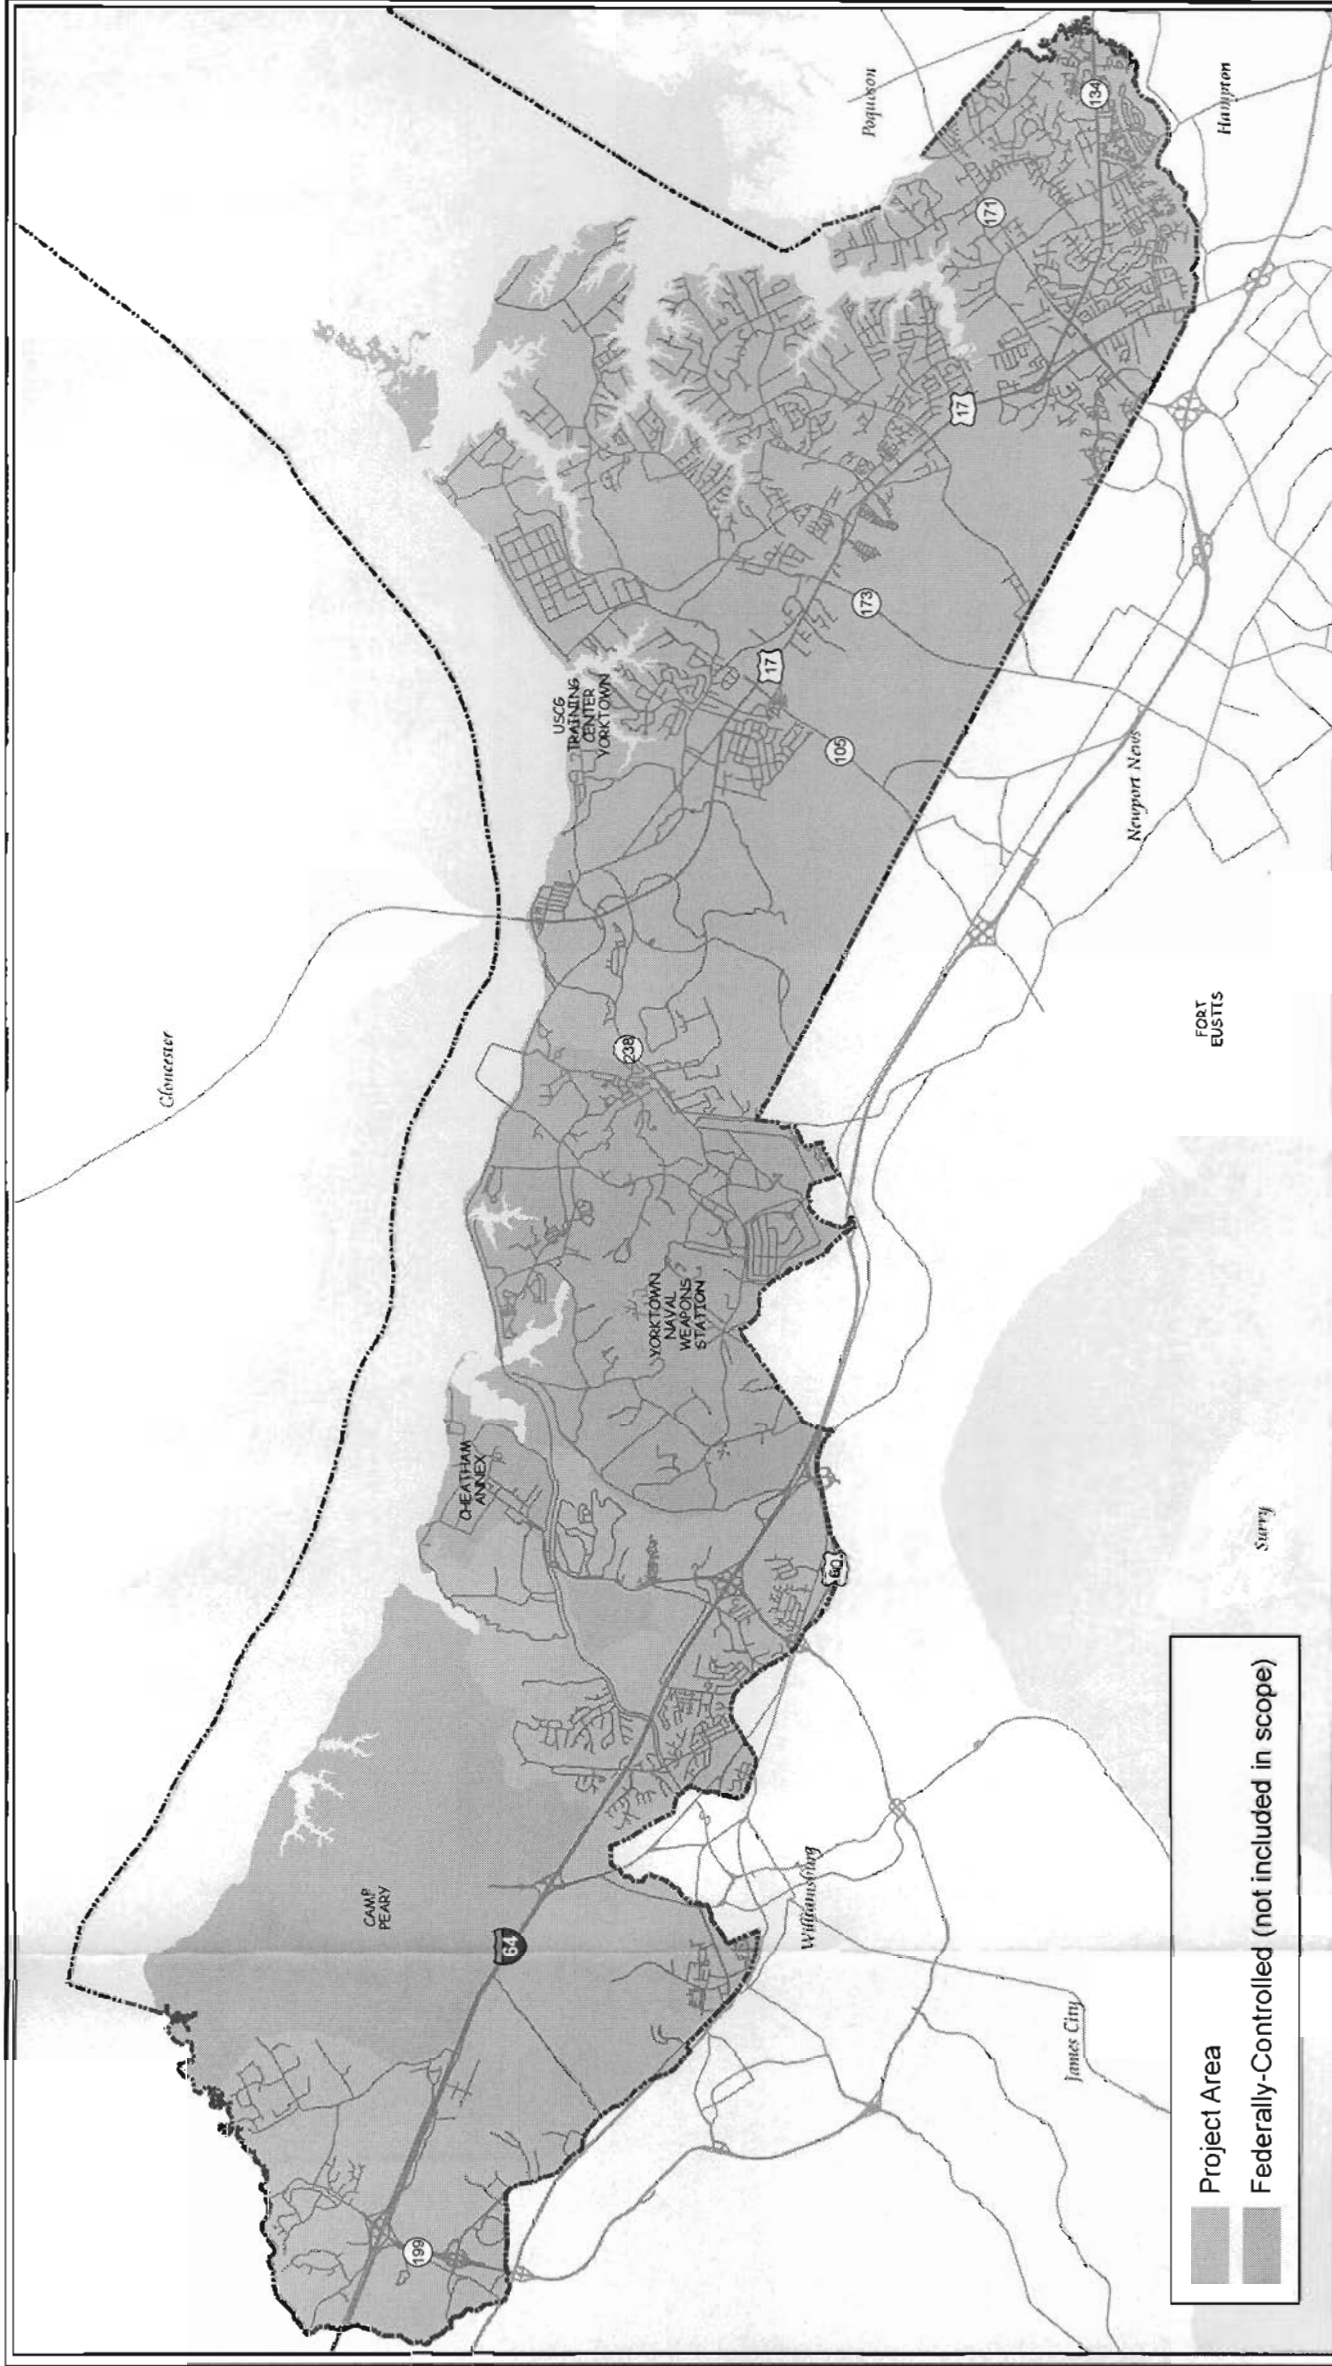 Gloucester
Poquoson
Hampton
134
171
17
173
17
105
USCG
TRAINING
CENTER
YORKTOWN
Newport News
238
FORT
EUSTIS
YORKTOWN
NAVAL
WEAPONS
STATION
CHEATHAM
ANNEX
60
Surry
CAMP
PEARY
64
Williamsburg
James City
199
Project Area
Federally-Controlled (not included in scope)